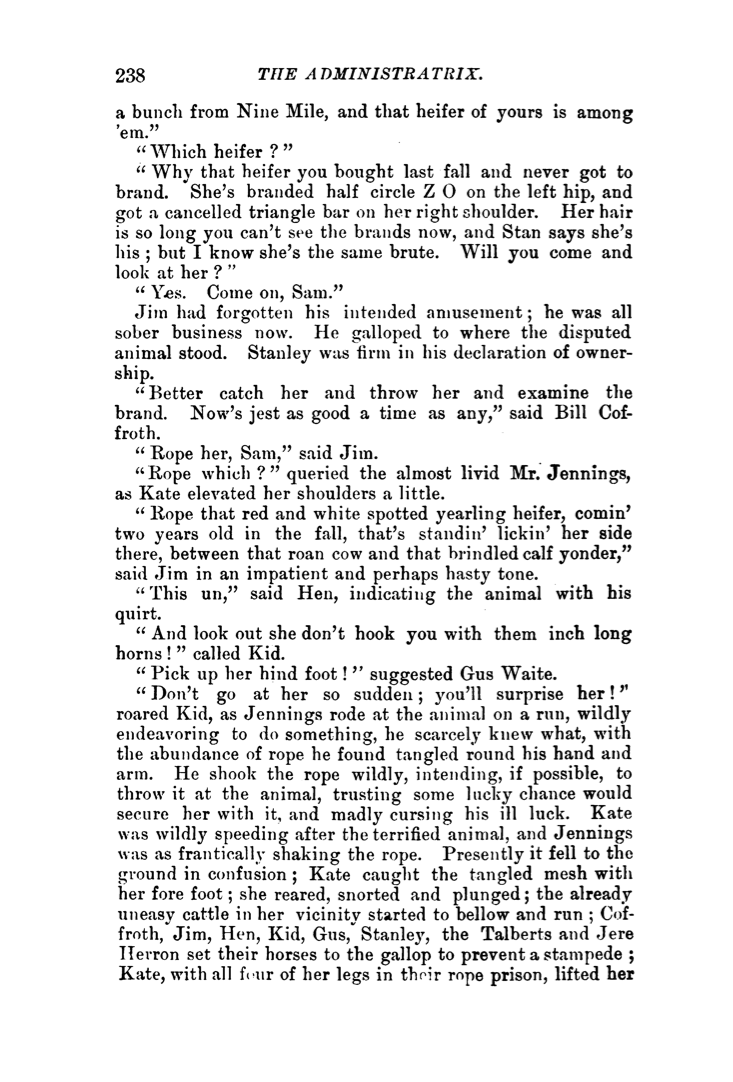 238 THE ADMINISTRATRIX.
a bunch from Nine Mile, and that heifer of yours is among
'em.”
“Which heifer ?”
“Why that heifer you bought last fall and never got to
brand. She's branded half circle Z O on the left hip, and
got a cancelled triangle bar on her right shoulder. Her hair
is so long you can't see the brands now, and Stan says she's
his ; but I know she's the same brute. Will you come and
look at her ?”
“Yes. Come on, Sam.”
Jim had forgotten his intended amusement ; he was all
sober business now. He galloped to where the disputed
animal stood. Stanley was firm in his declaration of owner-
ship.
“Better catch her and throw her and examine the
brand. Now's jest as good a time as any,” said Bill Cof-
froth.
“Rope her, Sam,” said Jim.
“Rope which ?” queried the almost livid Mr. Jennings,
as Kate elevated her shoulders a little.
“Rope that red and white spotted yearling heifer, comin'
two years old in the fall, that's standin' lickin' her side
there, between that roan cow and that brindled calf yonder,”
said Jim in an impatient and perhaps hasty tone.
“This un,” said Hen, indicating the animal with his
quirt.
“And look out she don't hook you with them inch long
horns !” called Kid.
“Pick up her hind foot !” suggested Gus Waite.
“Don't go at her so sudden ; you'll surprise her !”
roared Kid, as Jennings rode at the animal on a run, wildly
endeavoring to do something, he scarcely knew what, with
the abundance of rope he found tangled round his hand and
arm. He shook the rope wildly, intending, if possible, to
throw it at the animal, trusting some lucky chance would
secure her with it, and madly cursing his ill luck. Kate
was wildly speeding after the terrified animal, and Jennings
was as frantically shaking the rope. Presently it fell to the
ground in confusion ; Kate caught the tangled mesh with
her fore foot ; she reared, snorted and plunged ; the already
uneasy cattle in her vicinity started to bellow and run ; Cof-
froth, Jim, Hen, Kid, Gus, Stanley, the Talberts and Jere
Herron set their horses to the gallop to prevent a stampede ;
Kate, with all four of her legs in their rope prison, lifted her